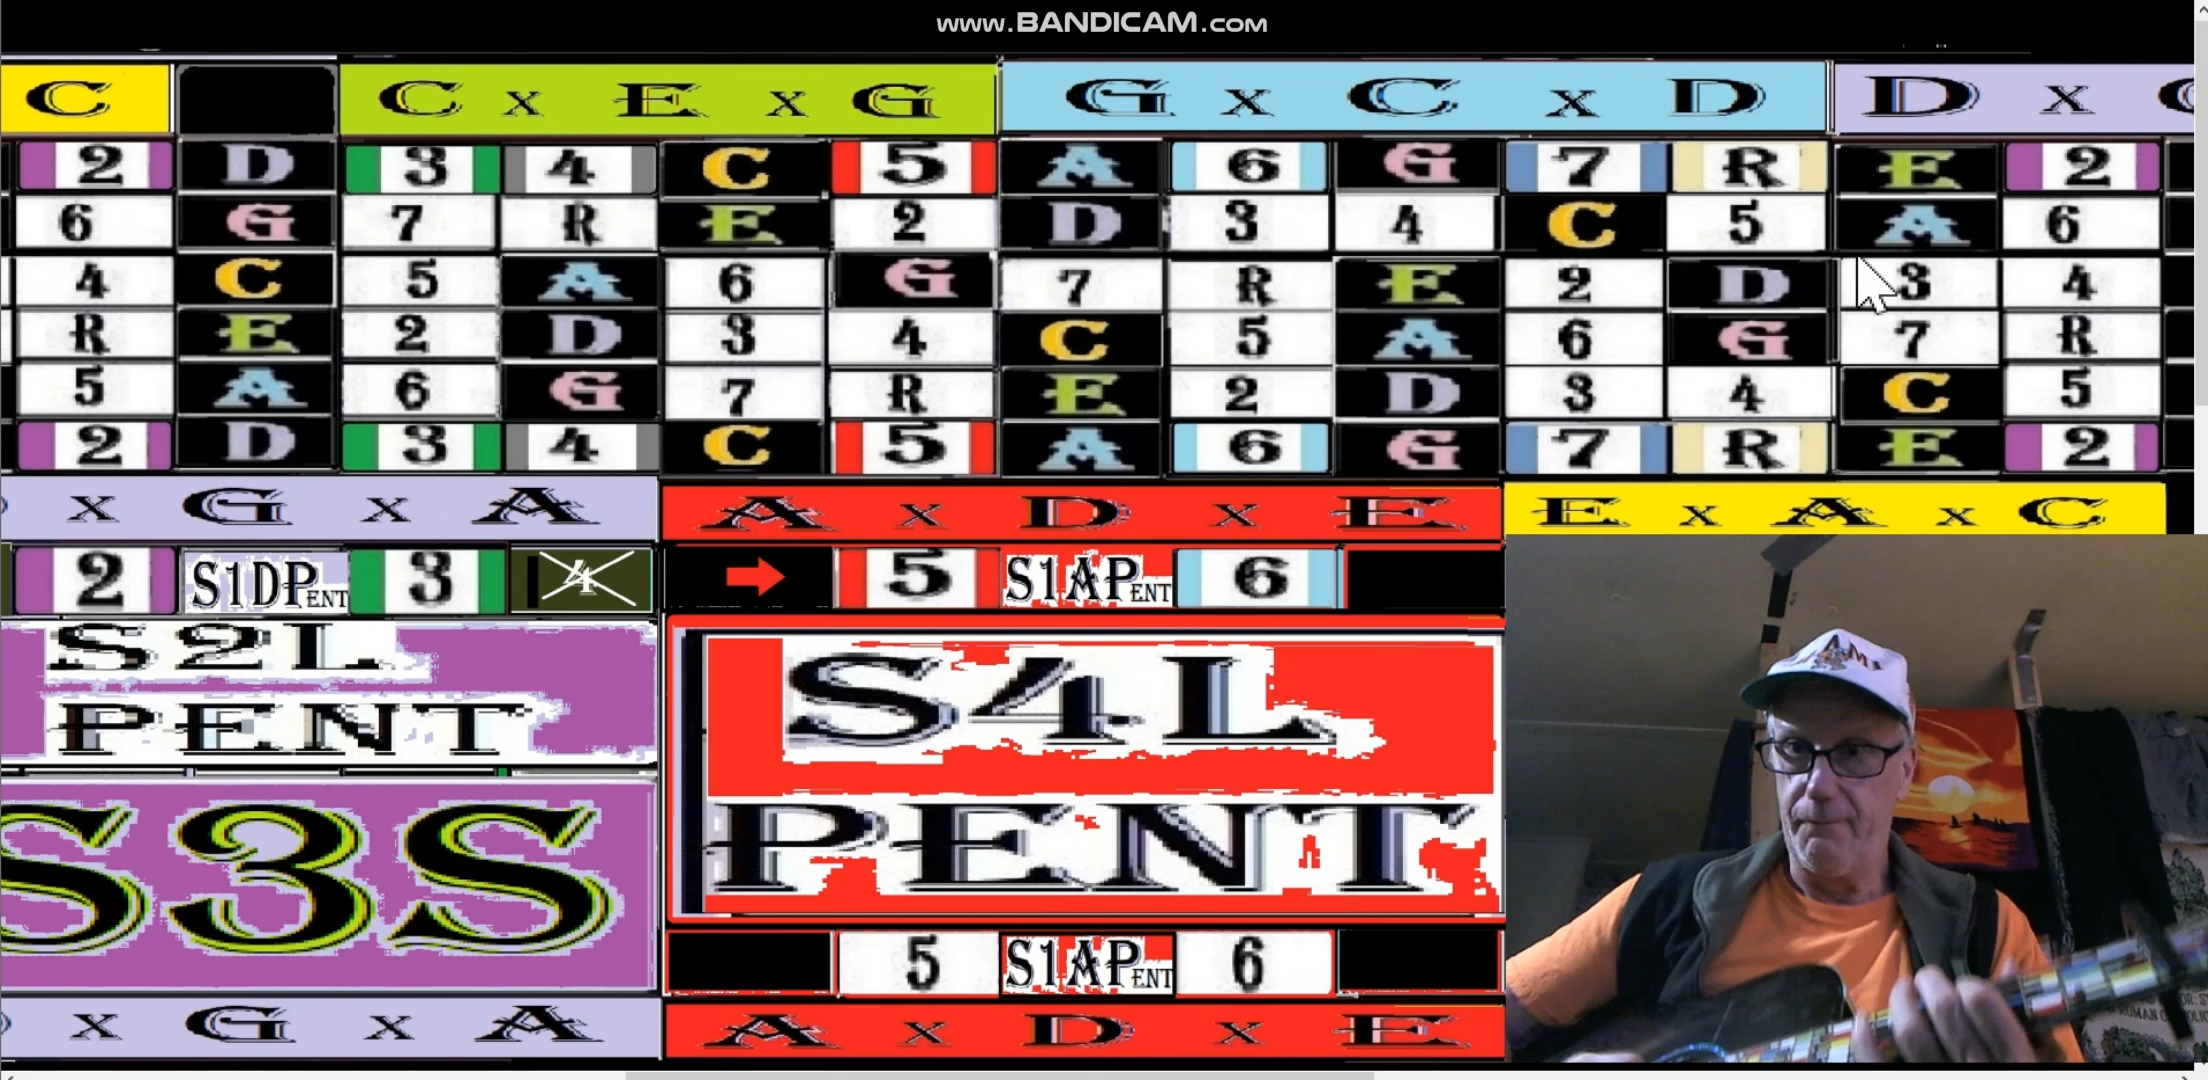 www.BANDICAM.com
C C x E x G G x C x D D x
2 D 3 4 C 5 A 6 G 7 R E 2
6 G 7 R E 2 D 3 4 C 5 A 6
4 C 5 A 6 G 7 R E 2 D 3 4
R E 2 D 3 4 C 5 A 6 G 7 R
5 A 6 G 7 R E 2 D 3 4 C 5
2 D 3 4 C 5 A 6 G 7 R E 2
x G x A A x D x E E x A x C
2 S1DPENT 3 4 5 S1APENT 6
S2L
PENT
S3S
S4L
PENT
5 S1APENT 6
x G x A A x D x E